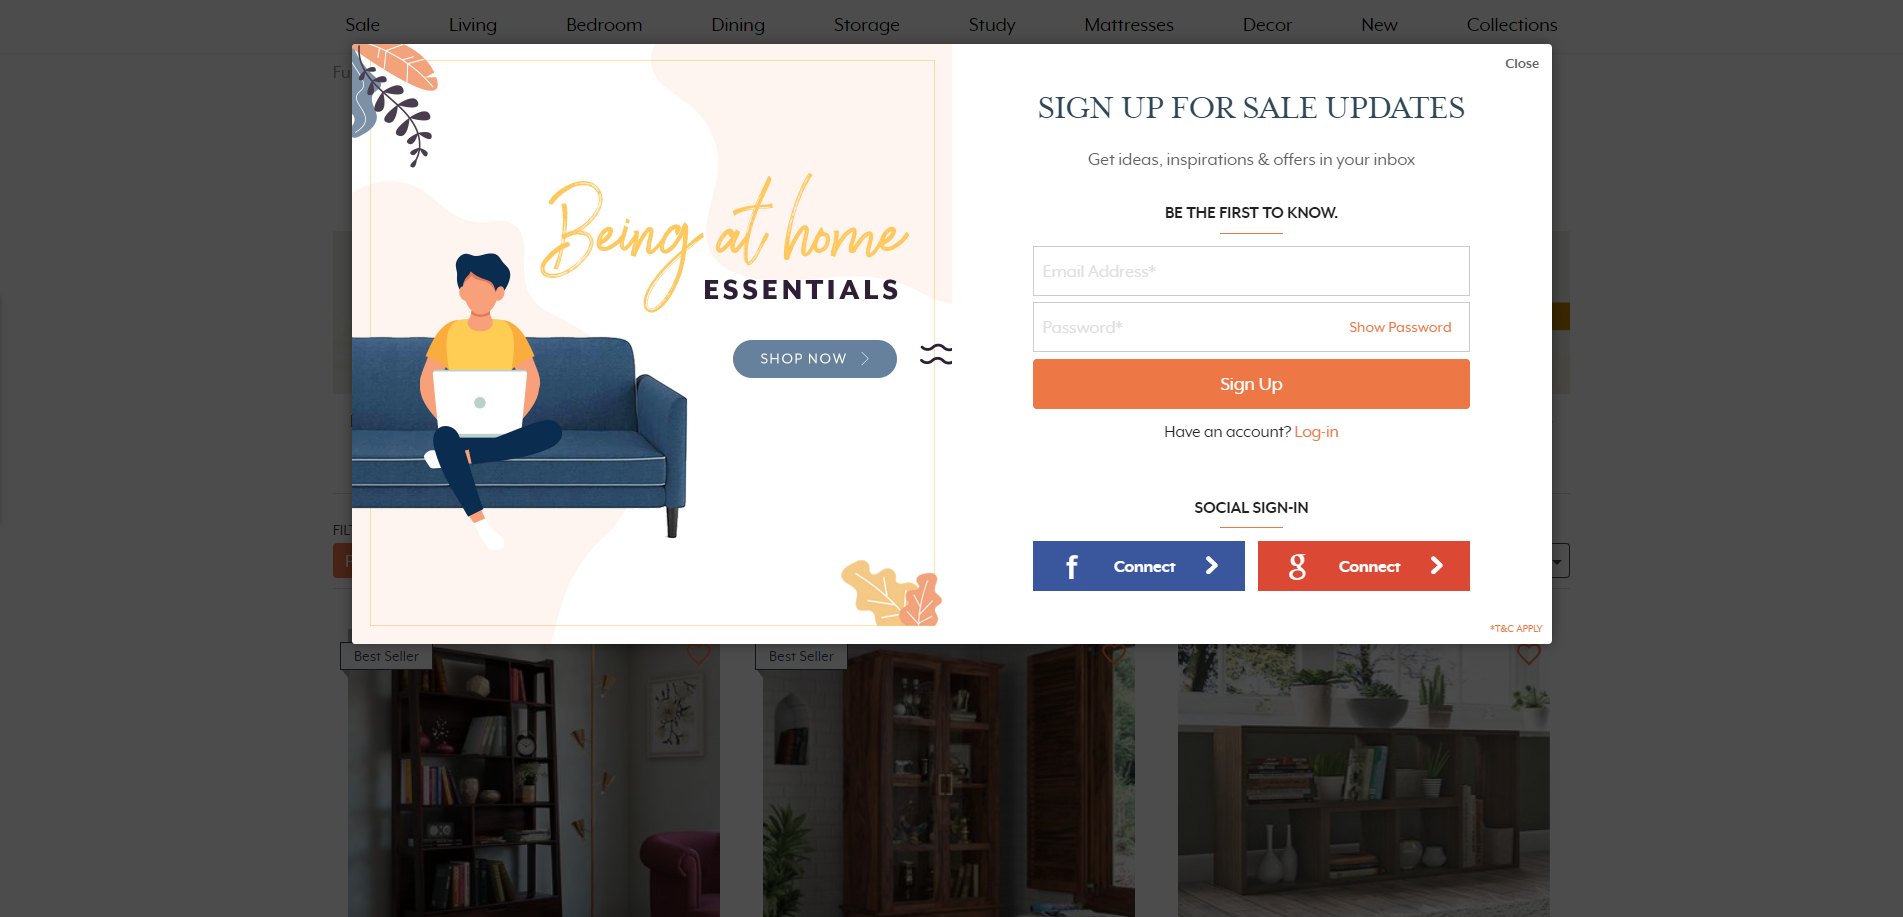 Sale Living Bedroom Dining Storage Study Mattresses Decor New Collections
Close
Being at home
ESSENTIALS
SHOP NOW
SIGN UP FOR SALE UPDATES
Get ideas, inspirations & offers in your inbox
BE THE FIRST TO KNOW.
Email Address*
Password*
Show Password
Sign Up
Have an account? Log-in
SOCIAL SIGN-IN
f Connect
g Connect
*T&C APPLY
Best Seller
Best Seller